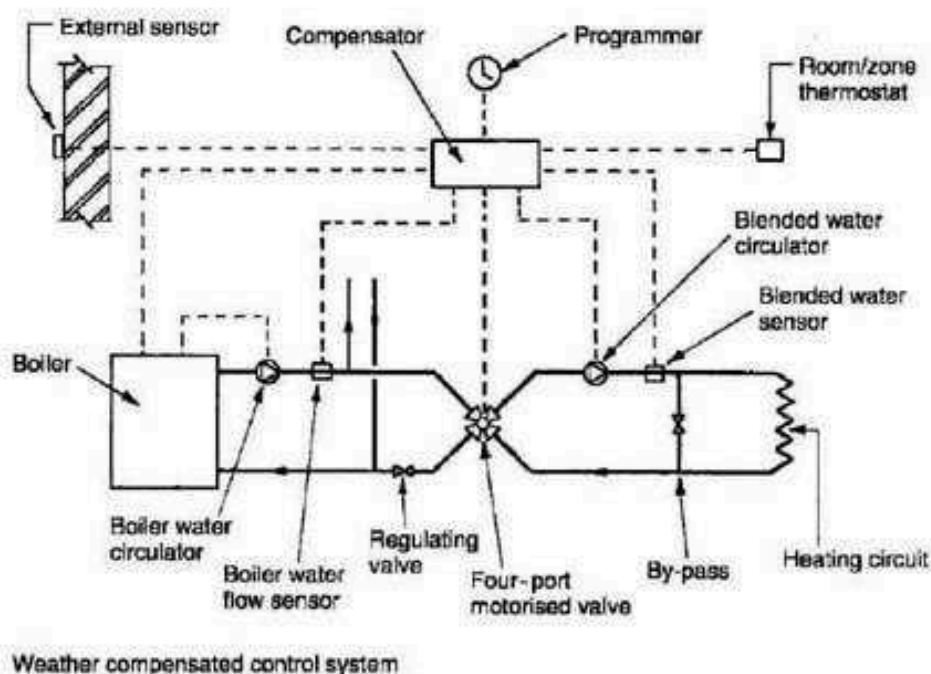 External sensor
Compensator
Programmer
Room/zone
thermostat
Blended water
circulator
Blended water
sensor
Boiler
Boiler water
circulator
Boiler water
flow sensor
Regulating
valve
Four-port
motorised valve
By-pass
Heating circuit
Weather compensated control system